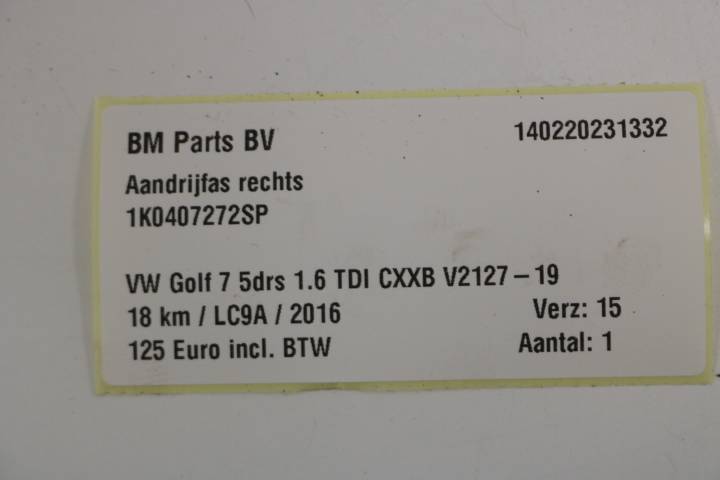 BM Parts BV 140220231332
Aandrijfas rechts
1K0407272SP
VW Golf 7 5drs 1.6 TDI CXXB V2127 – 19
18 km / LC9A / 2016 Verz: 15
125 Euro incl. BTW Aantal: 1